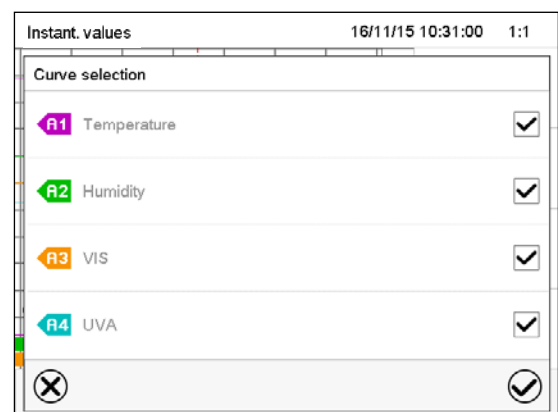 Instant. values 16/11/15 10:31:00 1:1
Curve selection
A1 Temperature
A2 Humidity
A3 VIS
A4 UVA